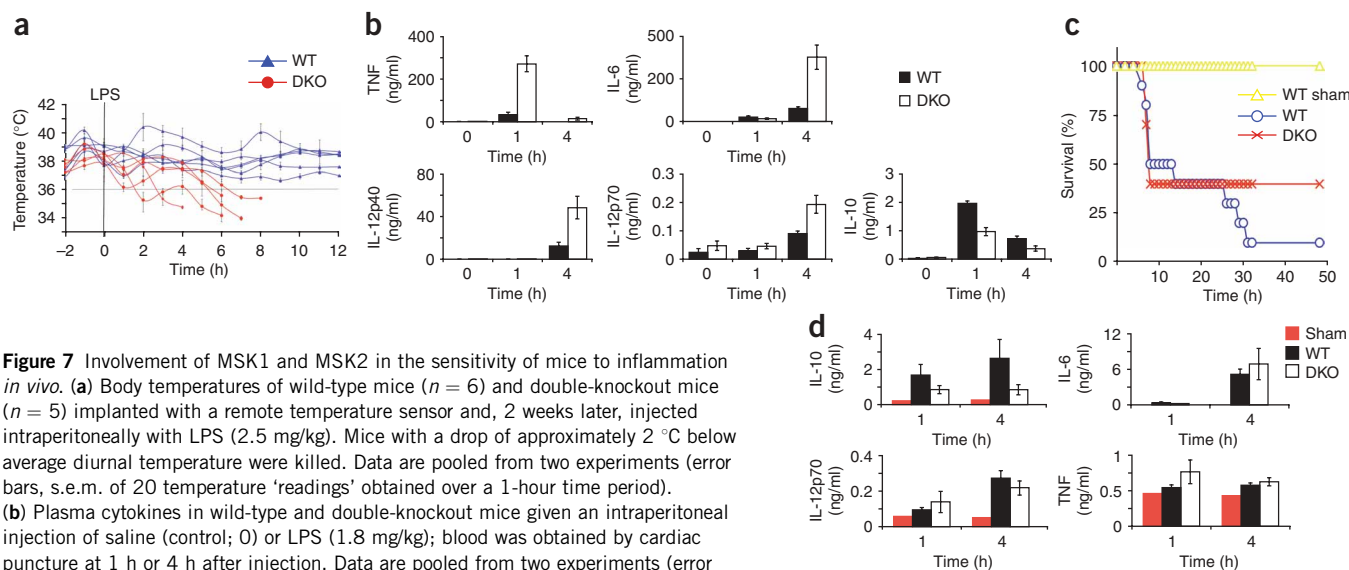 a
WT
DKO
LPS
Temperature (°C)
42
40
38
36
34
−2 0 2 4 6 8 10 12
Time (h)
b
TNF
(ng/ml)
400
200
0
0 1 4
Time (h)
IL-6
(ng/ml)
500
200
0
0 1 4
Time (h)
WT
DKO
IL-12p40
(ng/ml)
80
40
0
0 1 4
Time (h)
IL-12p70
(ng/ml)
0.3
0.2
0.1
0
0 1 4
Time (h)
IL-10
(ng/ml)
3
2
1
0
0 1 4
Time (h)
c
Survival (%)
100
75
50
25
0
10 20 30 40 50
Time (h)
WT sham
WT
DKO
Figure 7 Involvement of MSK1 and MSK2 in the sensitivity of mice to inflammation
in vivo. (a) Body temperatures of wild-type mice (n = 6) and double-knockout mice
(n = 5) implanted with a remote temperature sensor and, 2 weeks later, injected
intraperitoneally with LPS (2.5 mg/kg). Mice with a drop of approximately 2 °C below
average diurnal temperature were killed. Data are pooled from two experiments (error
bars, s.e.m. of 20 temperature ‘readings’ obtained over a 1-hour time period).
(b) Plasma cytokines in wild-type and double-knockout mice given an intraperitoneal
injection of saline (control; 0) or LPS (1.8 mg/kg); blood was obtained by cardiac
puncture at 1 h or 4 h after injection. Data are pooled from two experiments (error
d
Sham
WT
DKO
IL-10
(ng/ml)
4
2
0
1 4
Time (h)
IL-6
(ng/ml)
12
6
0
1 4
Time (h)
IL-12p70
(ng/ml)
0.4
0.2
0
1 4
Time (h)
TNF
(ng/ml)
1
0.5
0
1 4
Time (h)